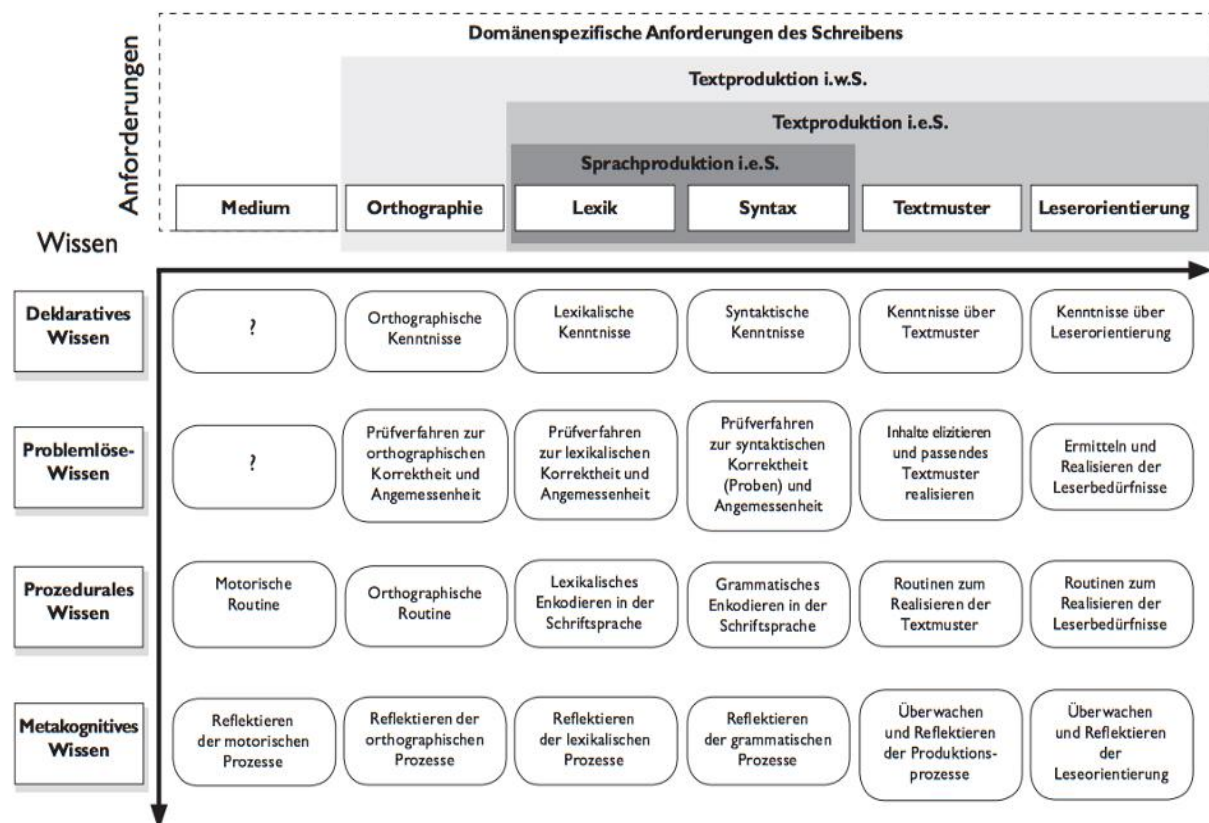 Anforderungen
Domänenspezifische Anforderungen des Schreibens
Textproduktion i.w.S.
Textproduktion i.e.S.
Sprachproduktion i.e.S.
Medium
Orthographie
Lexik
Syntax
Textmuster
Leserorientierung
Wissen
Deklaratives
Wissen
?
Orthographische
Kenntnisse
Lexikalische
Kenntnisse
Syntaktische
Kenntnisse
Kenntnisse über
Textmuster
Kenntnisse über
Leserorientierung
Problemlöse-
Wissen
?
Prüfverfahren zur
orthographischen
Korrektheit und
Angemessenheit
Prüfverfahren
zur lexikalischen
Korrektheit und
Angemessenheit
Prüfverfahren
zur syntaktischen
Korrektheit
(Proben) und
Angemessenheit
Inhalte elizitieren
und passendes
Textmuster
realisieren
Ermitteln und
Realisieren der
Leserbedürfnisse
Prozedurales
Wissen
Motorische
Routine
Orthographische
Routine
Lexikalisches
Enkodieren in der
Schriftsprache
Grammatisches
Enkodieren in der
Schriftsprache
Routinen zum
Realisieren der
Textmuster
Routinen zum
Realisieren der
Leserbedürfnisse
Metakognitives
Wissen
Reflektieren
der motorischen
Prozesse
Reflektieren der
orthographischen
Prozesse
Reflektieren
der lexikalischen
Prozesse
Reflektieren
der grammatischen
Prozesse
Überwachen
und Reflektieren
der Produktions-
prozesse
Überwachen
und Reflektieren
der
Leseorientierung